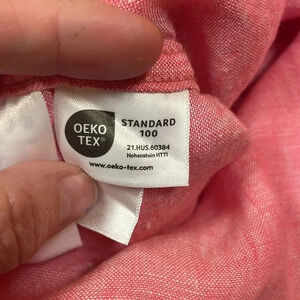 OEKO
TEX®
STANDARD
100
21.HUS.60384
Hohenstein HTTI
www.oeko-tex.com